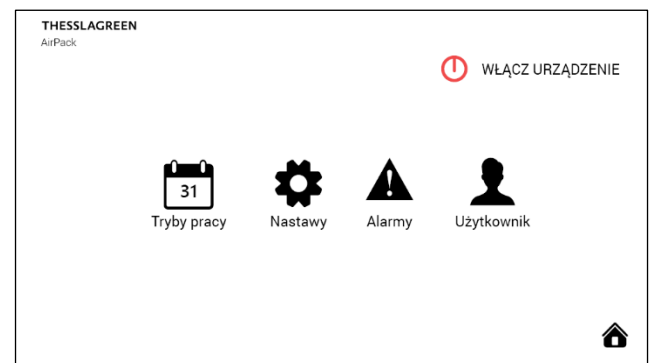 THESSLAGREEN
AirPack
WŁĄCZ URZĄDZENIE
31
Tryby pracy
Nastawy
Alarmy
Użytkownik